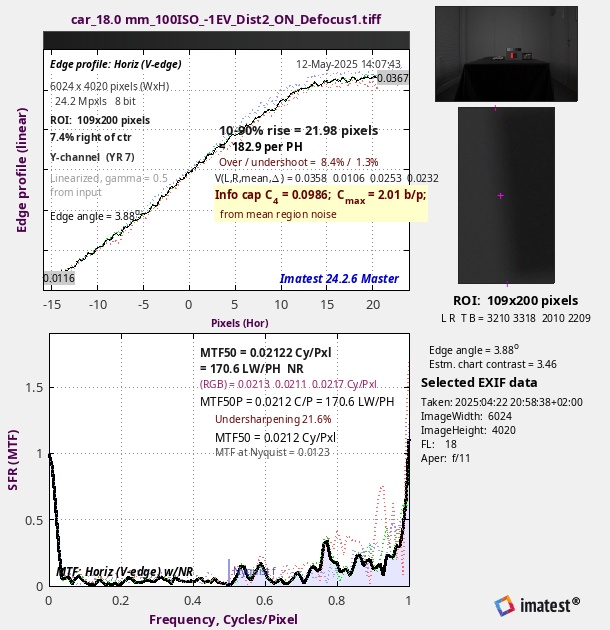 car_18.0 mm_100ISO_-1EV_Dist2_ON_Defocus1.tiff
Edge profile: Horiz (V-edge)
12-May-2025 14:07:43
0.0367
6024 x 4020 pixels (WxH)
24.2 Mpxls 8 bit
ROI: 109x200 pixels
7.4% right of ctr
Y-channel (YR 7)
Linearized, gamma = 0.5
from input
Edge angle = 3.88o
10-90% rise = 21.98 pixels
= 182.9 per PH
Over / undershoot = 8.4% / 1.3%
V(L,R,mean,Δ) = 0.0358 0.0106 0.0253 0.0232
Info cap C4 = 0.0986; Cmax = 2.01 b/p;
from mean region noise
0.0116
Imatest 24.2.6 Master
Edge profile (linear)
-15 -10 -5 0 5 10 15 20
Pixels (Hor)
ROI: 109x200 pixels
L R T B = 3210 3318 2010 2209
Edge angle = 3.88o
Estm. chart contrast = 3.46
Selected EXIF data
Taken: 2025:04:22 20:58:38+02:00
ImageWidth: 6024
ImageHeight: 4020
FL: 18
Aper: f/11
MTF50 = 0.02122 Cy/Pxl
= 170.6 LW/PH NR
(RGB) = 0.0213 0.0211 0.0217 Cy/Pxl
MTF50P = 0.0212 C/P = 170.6 LW/PH
Undersharpening 21.6%
MTF50 = 0.0212 Cy/Pxl
MTF at Nyquist = 0.0123
1.5
1
0.5
0
SFR (MTF)
MTF: Horiz (V-edge) w/NR
Nyquist f
0 0.2 0.4 0.6 0.8 1
Frequency, Cycles/Pixel
imatest®